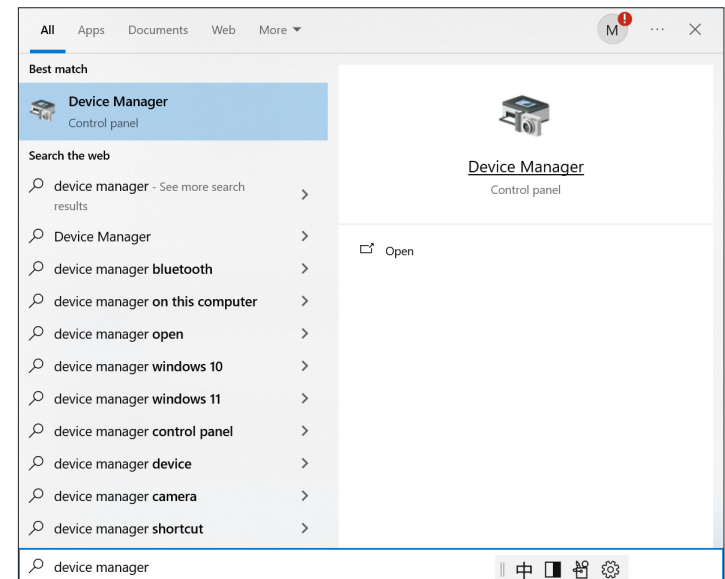 All Apps Documents Web More
M
Best match
Device Manager
Control panel
Search the web
device manager - See more search
results
Device Manager
device manager bluetooth
device manager on this computer
device manager open
device manager windows 10
device manager windows 11
device manager control panel
device manager device
device manager camera
device manager shortcut
Device Manager
Control panel
Open
device manager
中